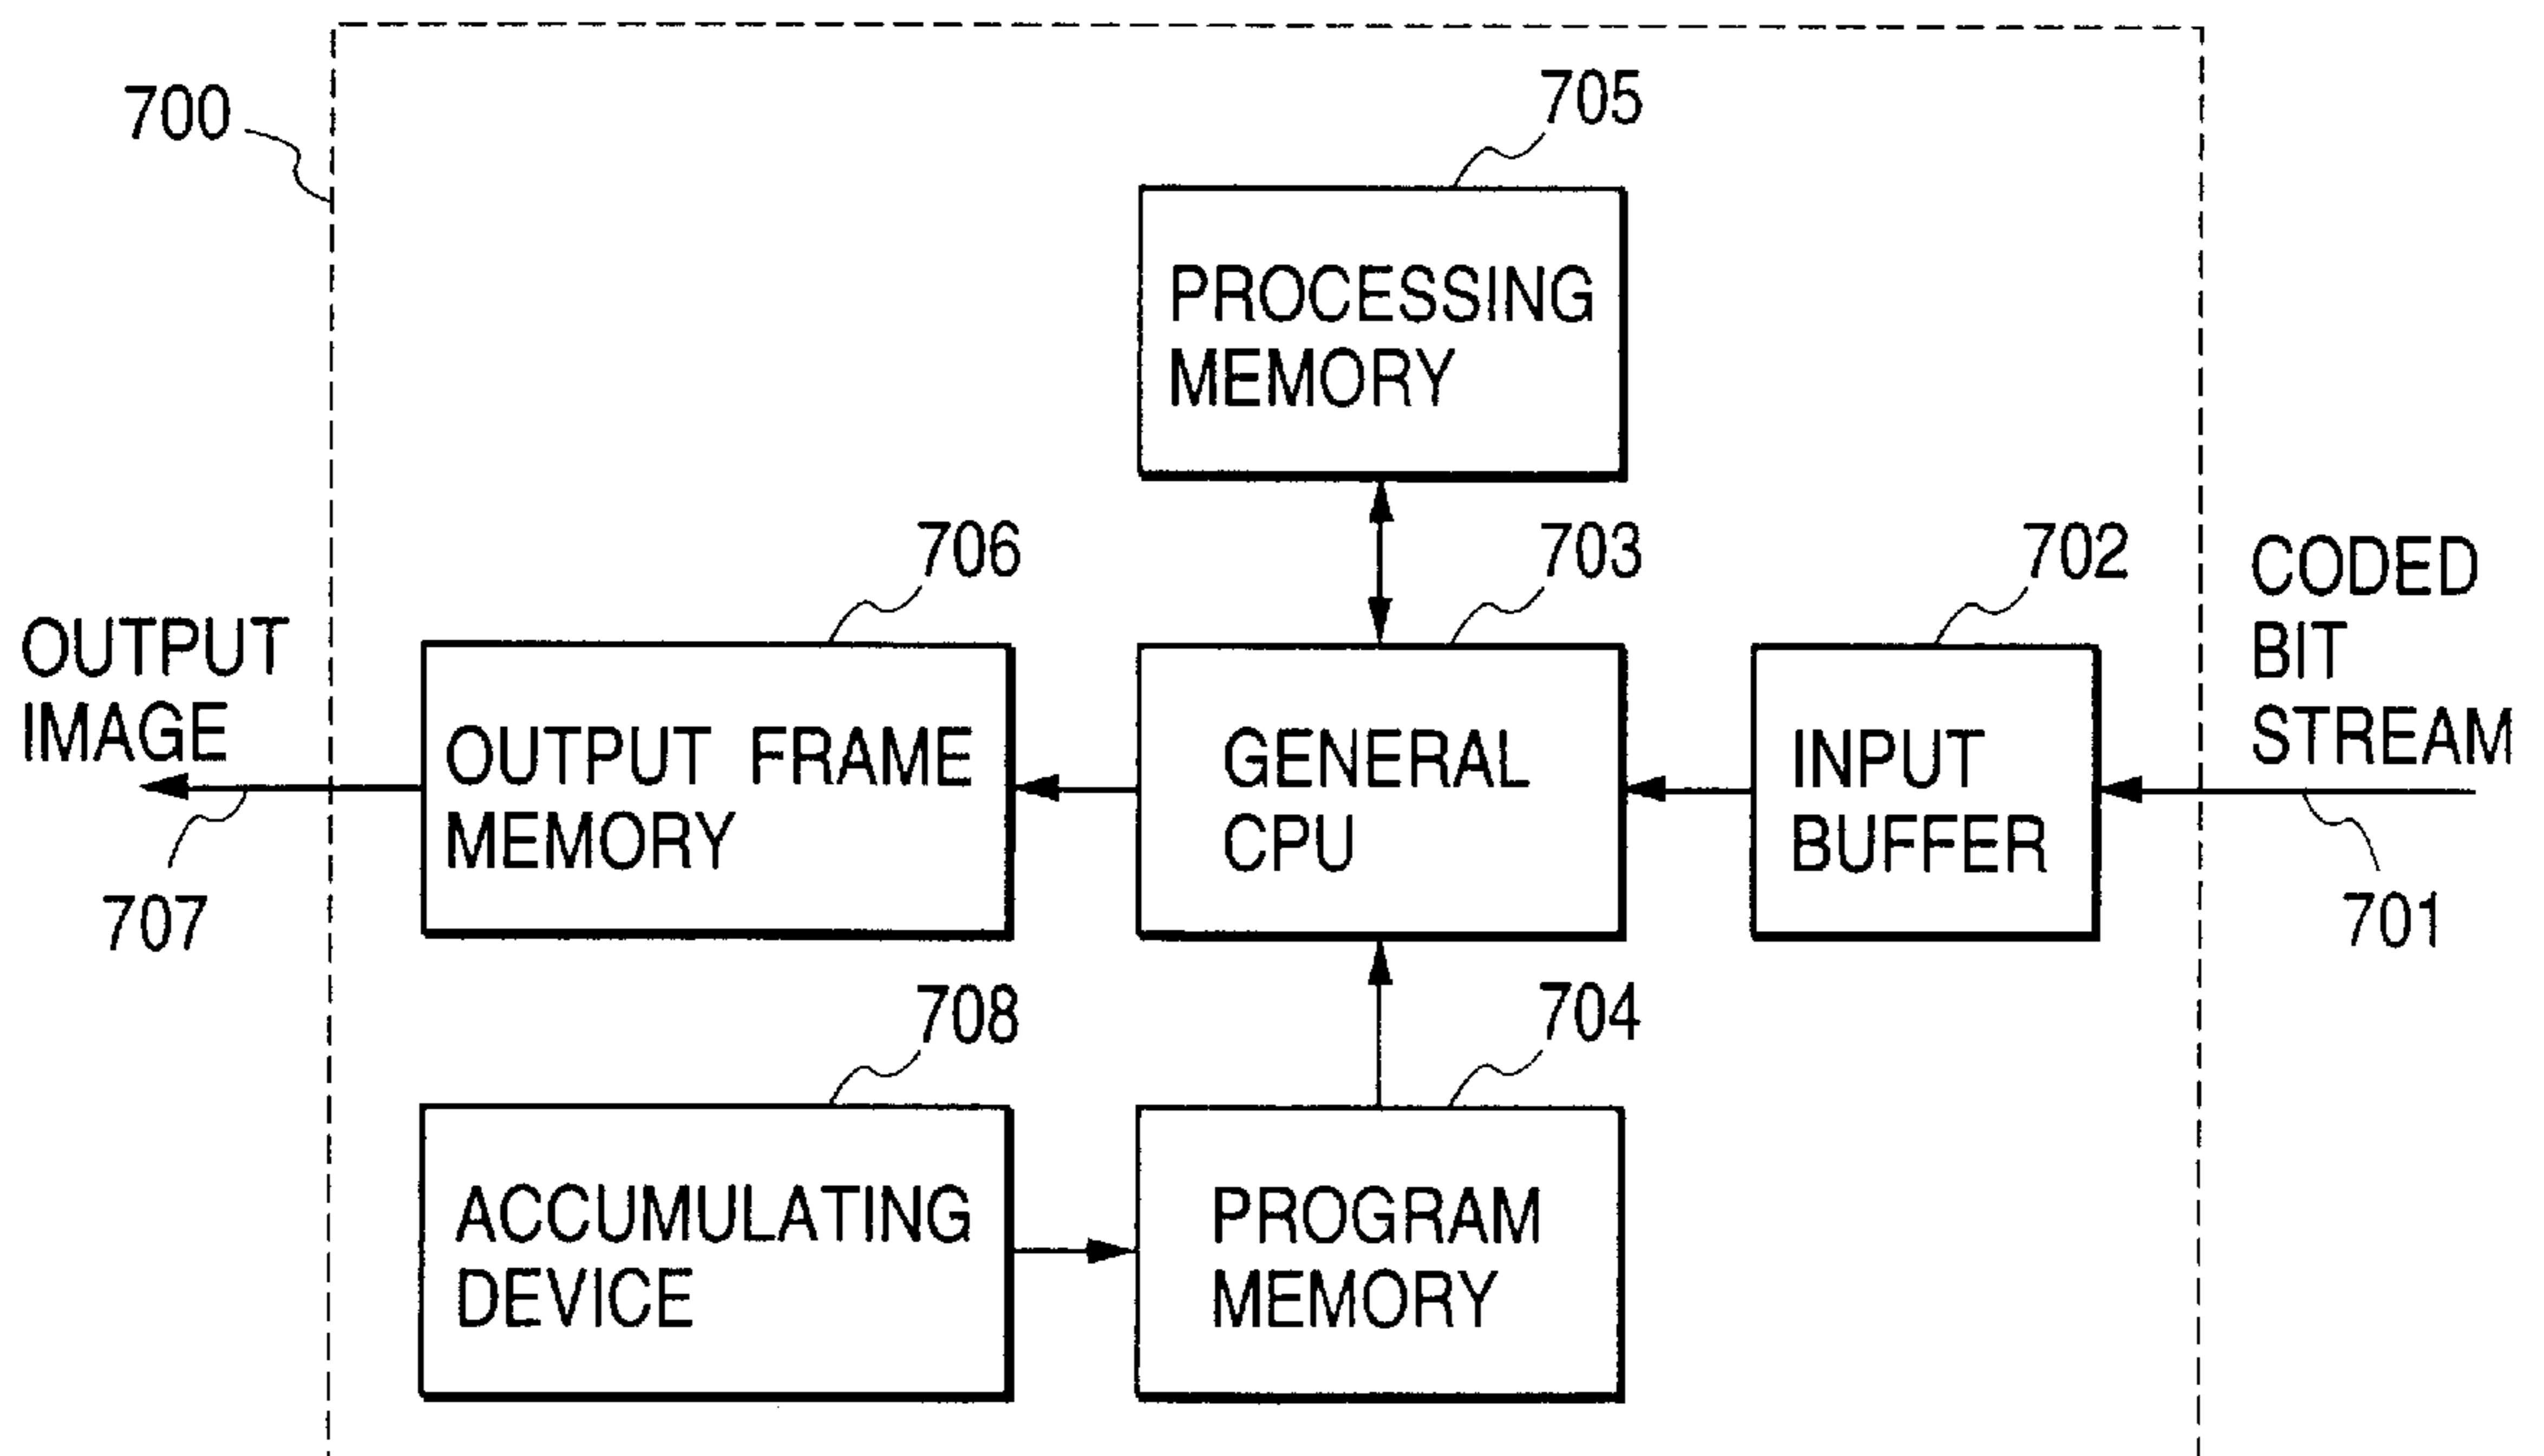 700
705
PROCESSING
MEMORY
706
703
702
CODED
BIT
STREAM
OUTPUT
IMAGE
OUTPUT FRAME
MEMORY
GENERAL
CPU
INPUT
BUFFER
707
701
708
704
ACCUMULATING
DEVICE
PROGRAM
MEMORY